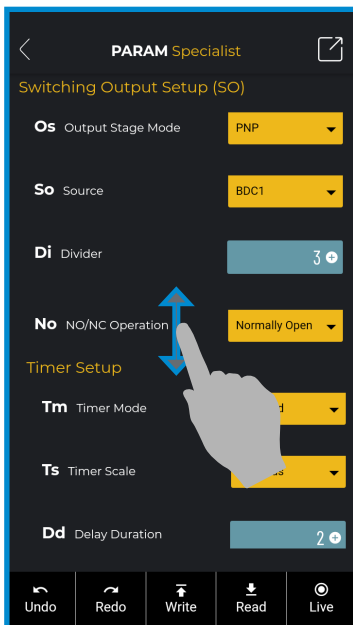 PARAM Specialist
Switching Output Setup (SO)
Os Output Stage Mode PNP
So Source BDC1
Di Divider 3
No NO/NC Operation Normally Open
Timer Setup
Tm Timer Mode
Ts Timer Scale
Dd Delay Duration 2
Undo Redo Write Read Live